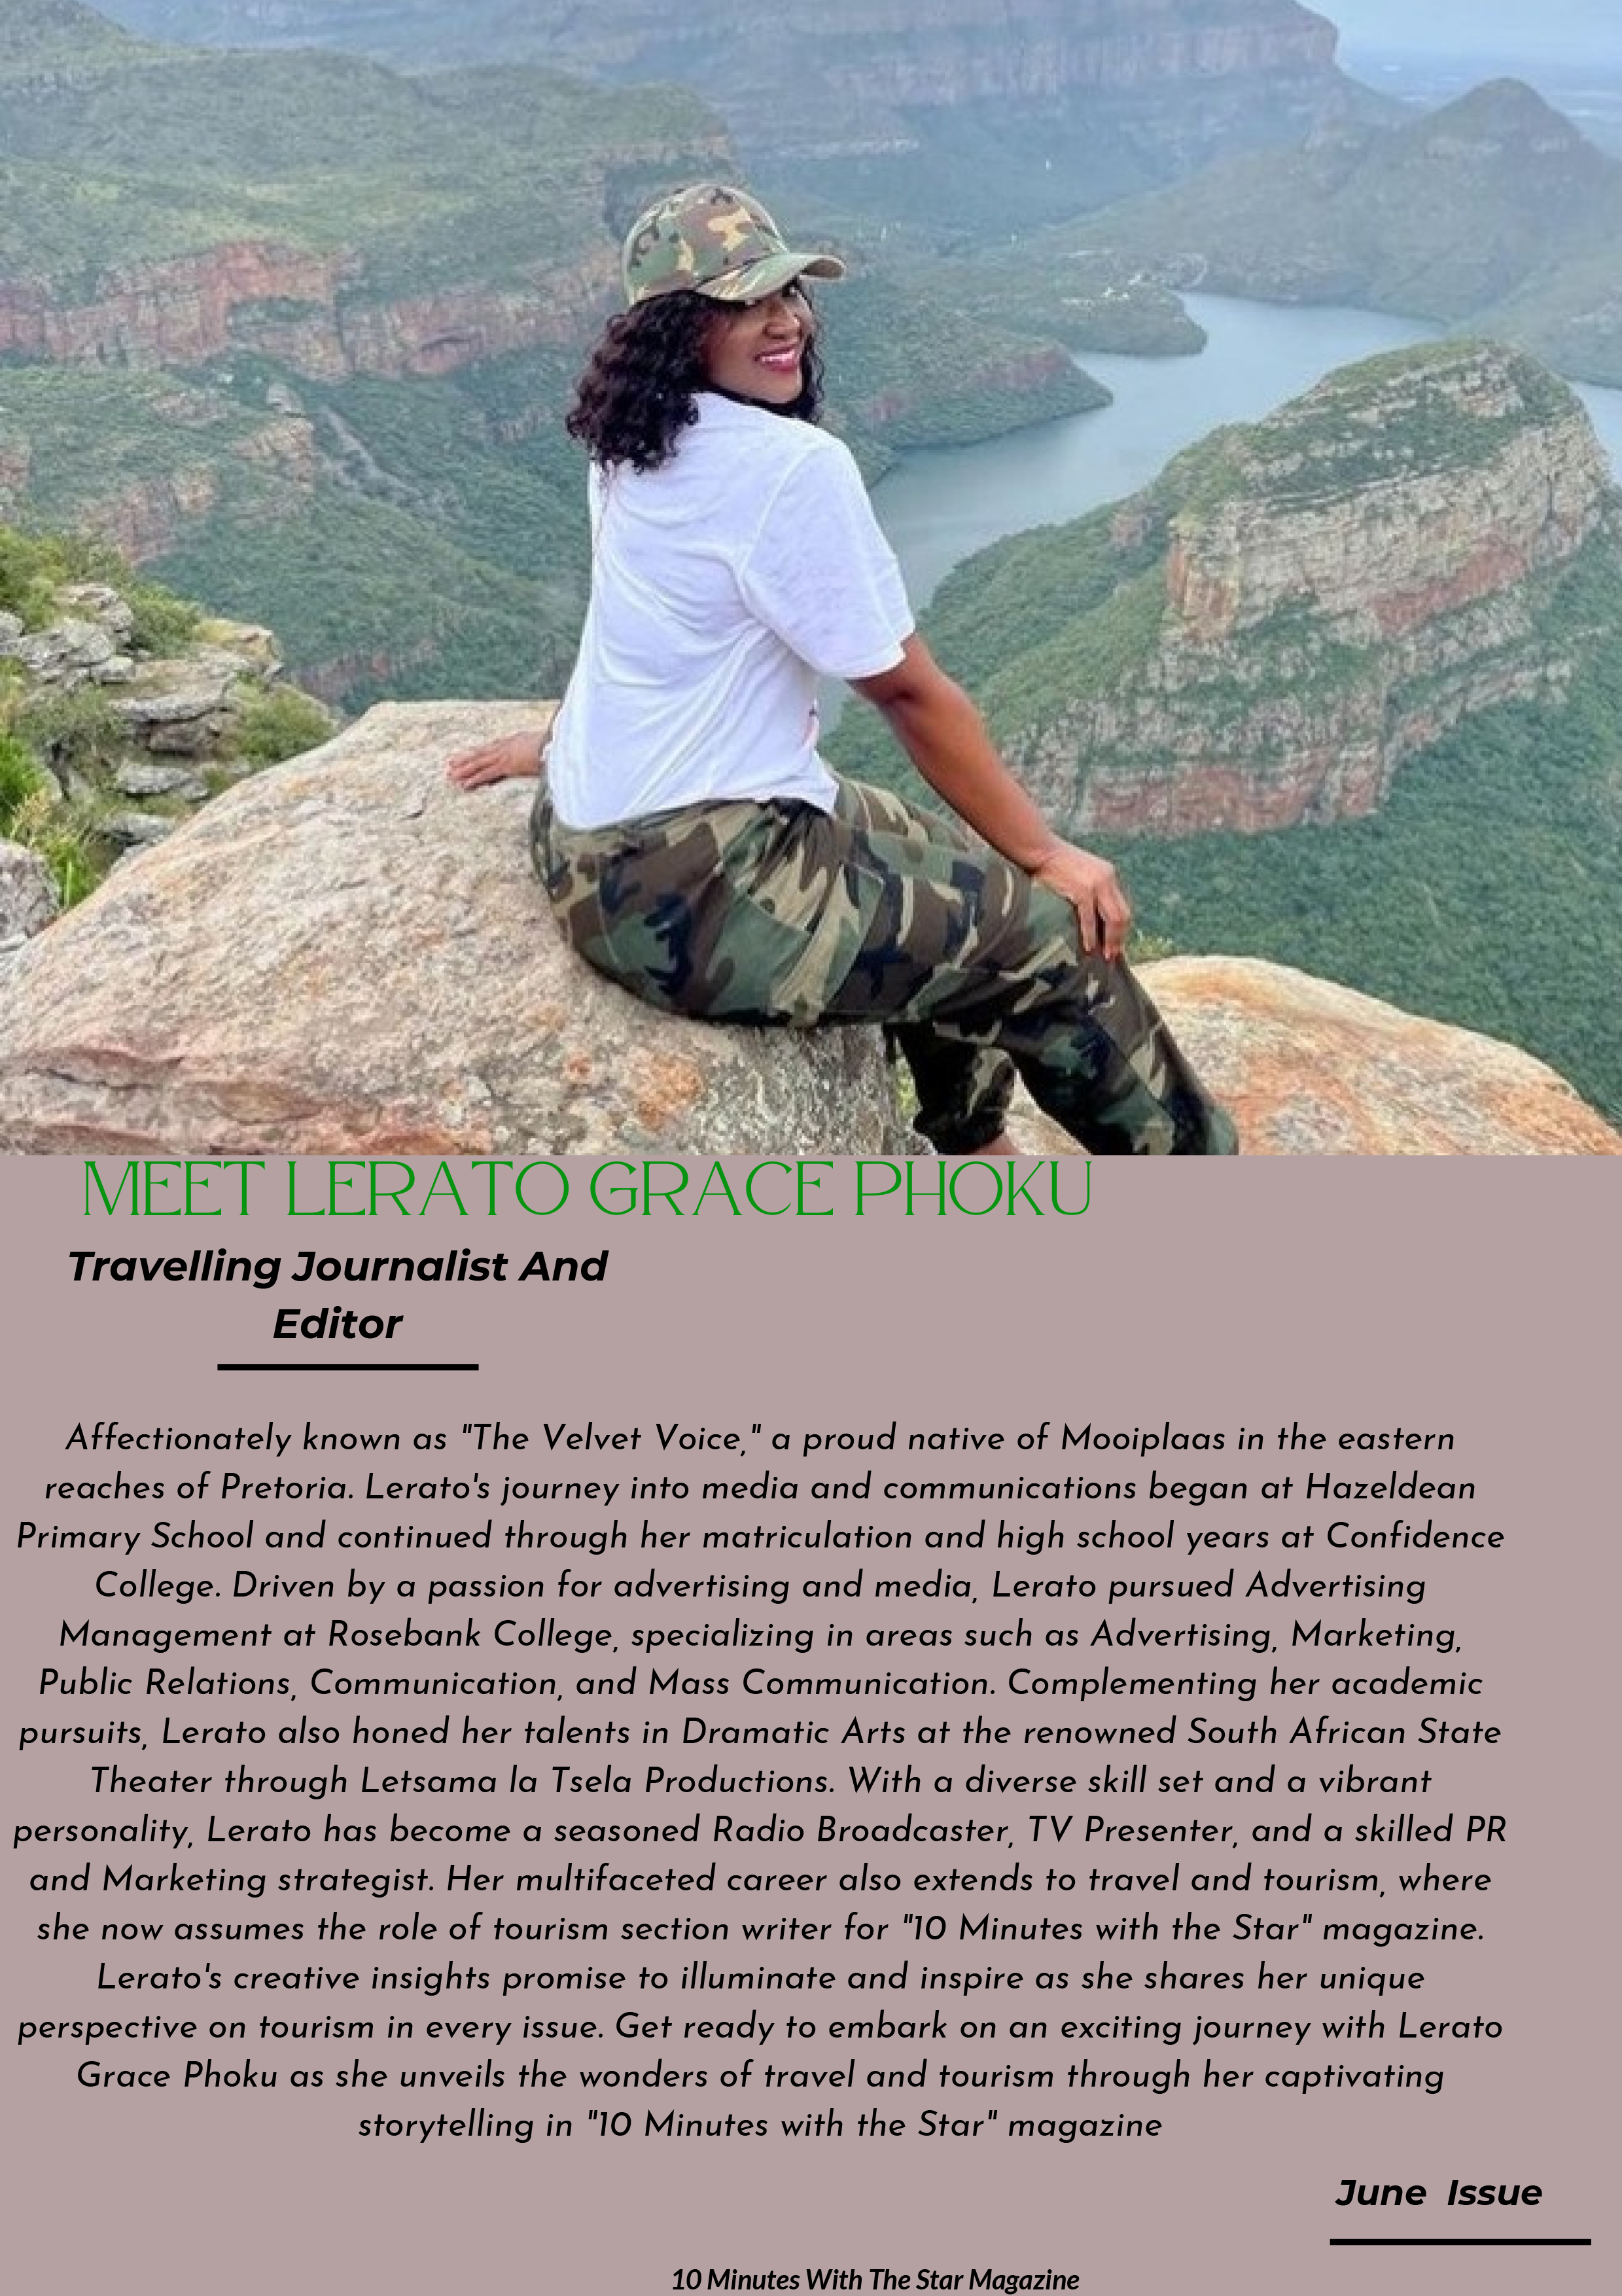 MEET LERATO GRACE PHOKU
Travelling Journalist And
Editor
Affectionately known as "The Velvet Voice," a proud native of Mooiplaas in the eastern
reaches of Pretoria. Lerato's journey into media and communications began at Hazeldean
Primary School and continued through her matriculation and high school years at Confidence
College. Driven by a passion for advertising and media, Lerato pursued Advertising
Management at Rosebank College, specializing in areas such as Advertising, Marketing,
Public Relations, Communication, and Mass Communication. Complementing her academic
pursuits, Lerato also honed her talents in Dramatic Arts at the renowned South African State
Theater through Letsama la Tsela Productions. With a diverse skill set and a vibrant
personality, Lerato has become a seasoned Radio Broadcaster, TV Presenter, and a skilled PR
and Marketing strategist. Her multifaceted career also extends to travel and tourism, where
she now assumes the role of tourism section writer for "10 Minutes with the Star" magazine.
Lerato's creative insights promise to illuminate and inspire as she shares her unique
perspective on tourism in every issue. Get ready to embark on an exciting journey with Lerato
Grace Phoku as she unveils the wonders of travel and tourism through her captivating
storytelling in "10 Minutes with the Star" magazine
June Issue
10 Minutes With The Star Magazine